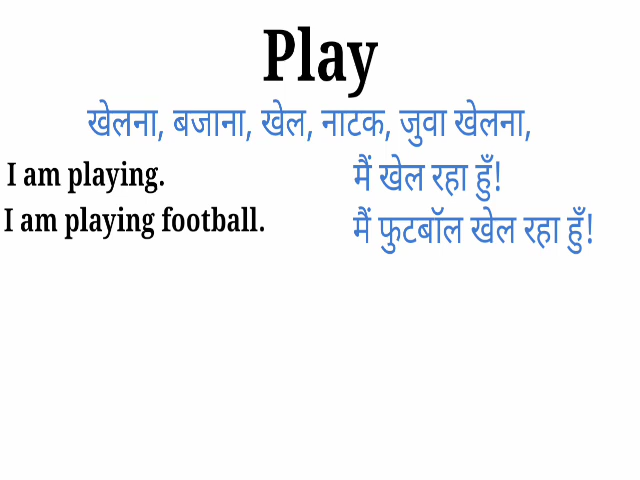 Play
खेलना, बजाना, खेल, नाटक, जुवा खेलना,
I am playing. मैं खेल रहा हुँ!
I am playing football. मैं फुटबॉल खेल रहा हुँ!